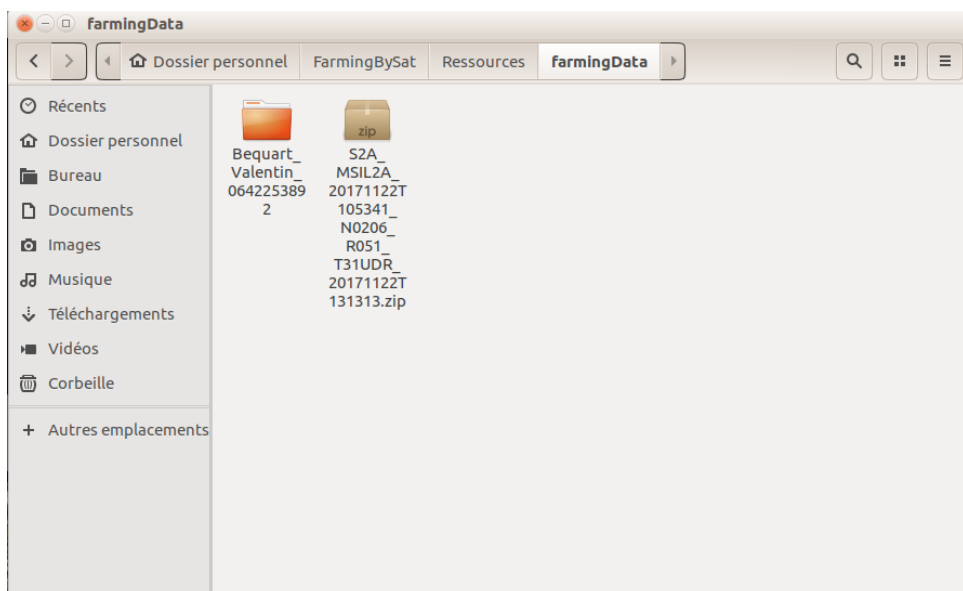 farmingData
Dossier personnel
FarmingBySat
Ressources
farmingData
Récents
Dossier personnel
Bureau
Documents
Images
Musique
Téléchargements
Vidéos
Corbeille
Autres emplacements
Bequart_
Valentin_
064225389
2
zip
S2A_
MSIL2A_
20171122T
105341_
N0206_
R051_
T31UDR_
20171122T
131313.zip